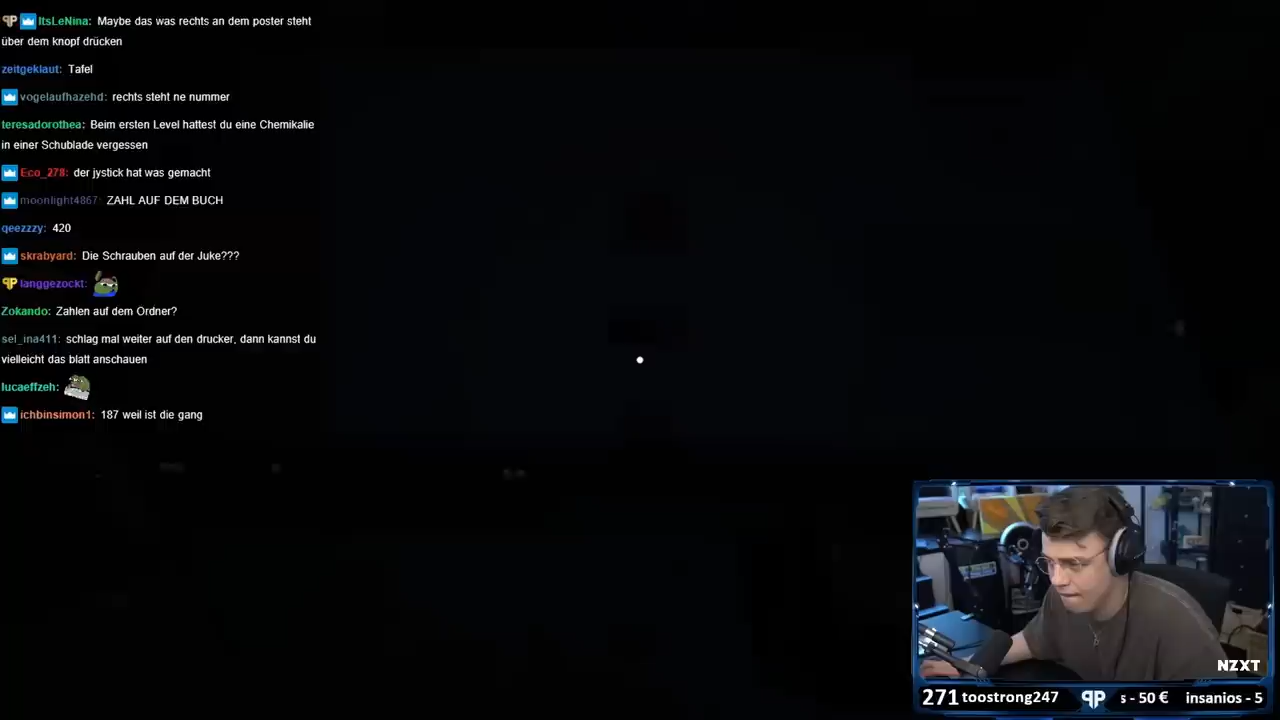 ItsLeNina: Maybe das was rechts an dem poster steht
über dem knopf drücken
zeitgeklaut: Tafel
vogelaufhazehd: rechts steht ne nummer
teresadorothea: Beim ersten Level hattest du eine Chemikalie
in einer Schublade vergessen
Eco_278: der jystick hat was gemacht
moonlight4867: ZAHL AUF DEM BUCH
qeezzzy: 420
skrabyard: Die Schrauben auf der Juke???
langgezockt:
Zokando: Zahlen auf dem Ordner?
sel_ina411: schlag mal weiter auf den drucker, dann kannst du
vielleicht das blatt anschauen
lucaeffzeh:
ichbinsimon1: 187 weil ist die gang
NZXT
271 toostrong247 PP s - 50 € insanios - 5